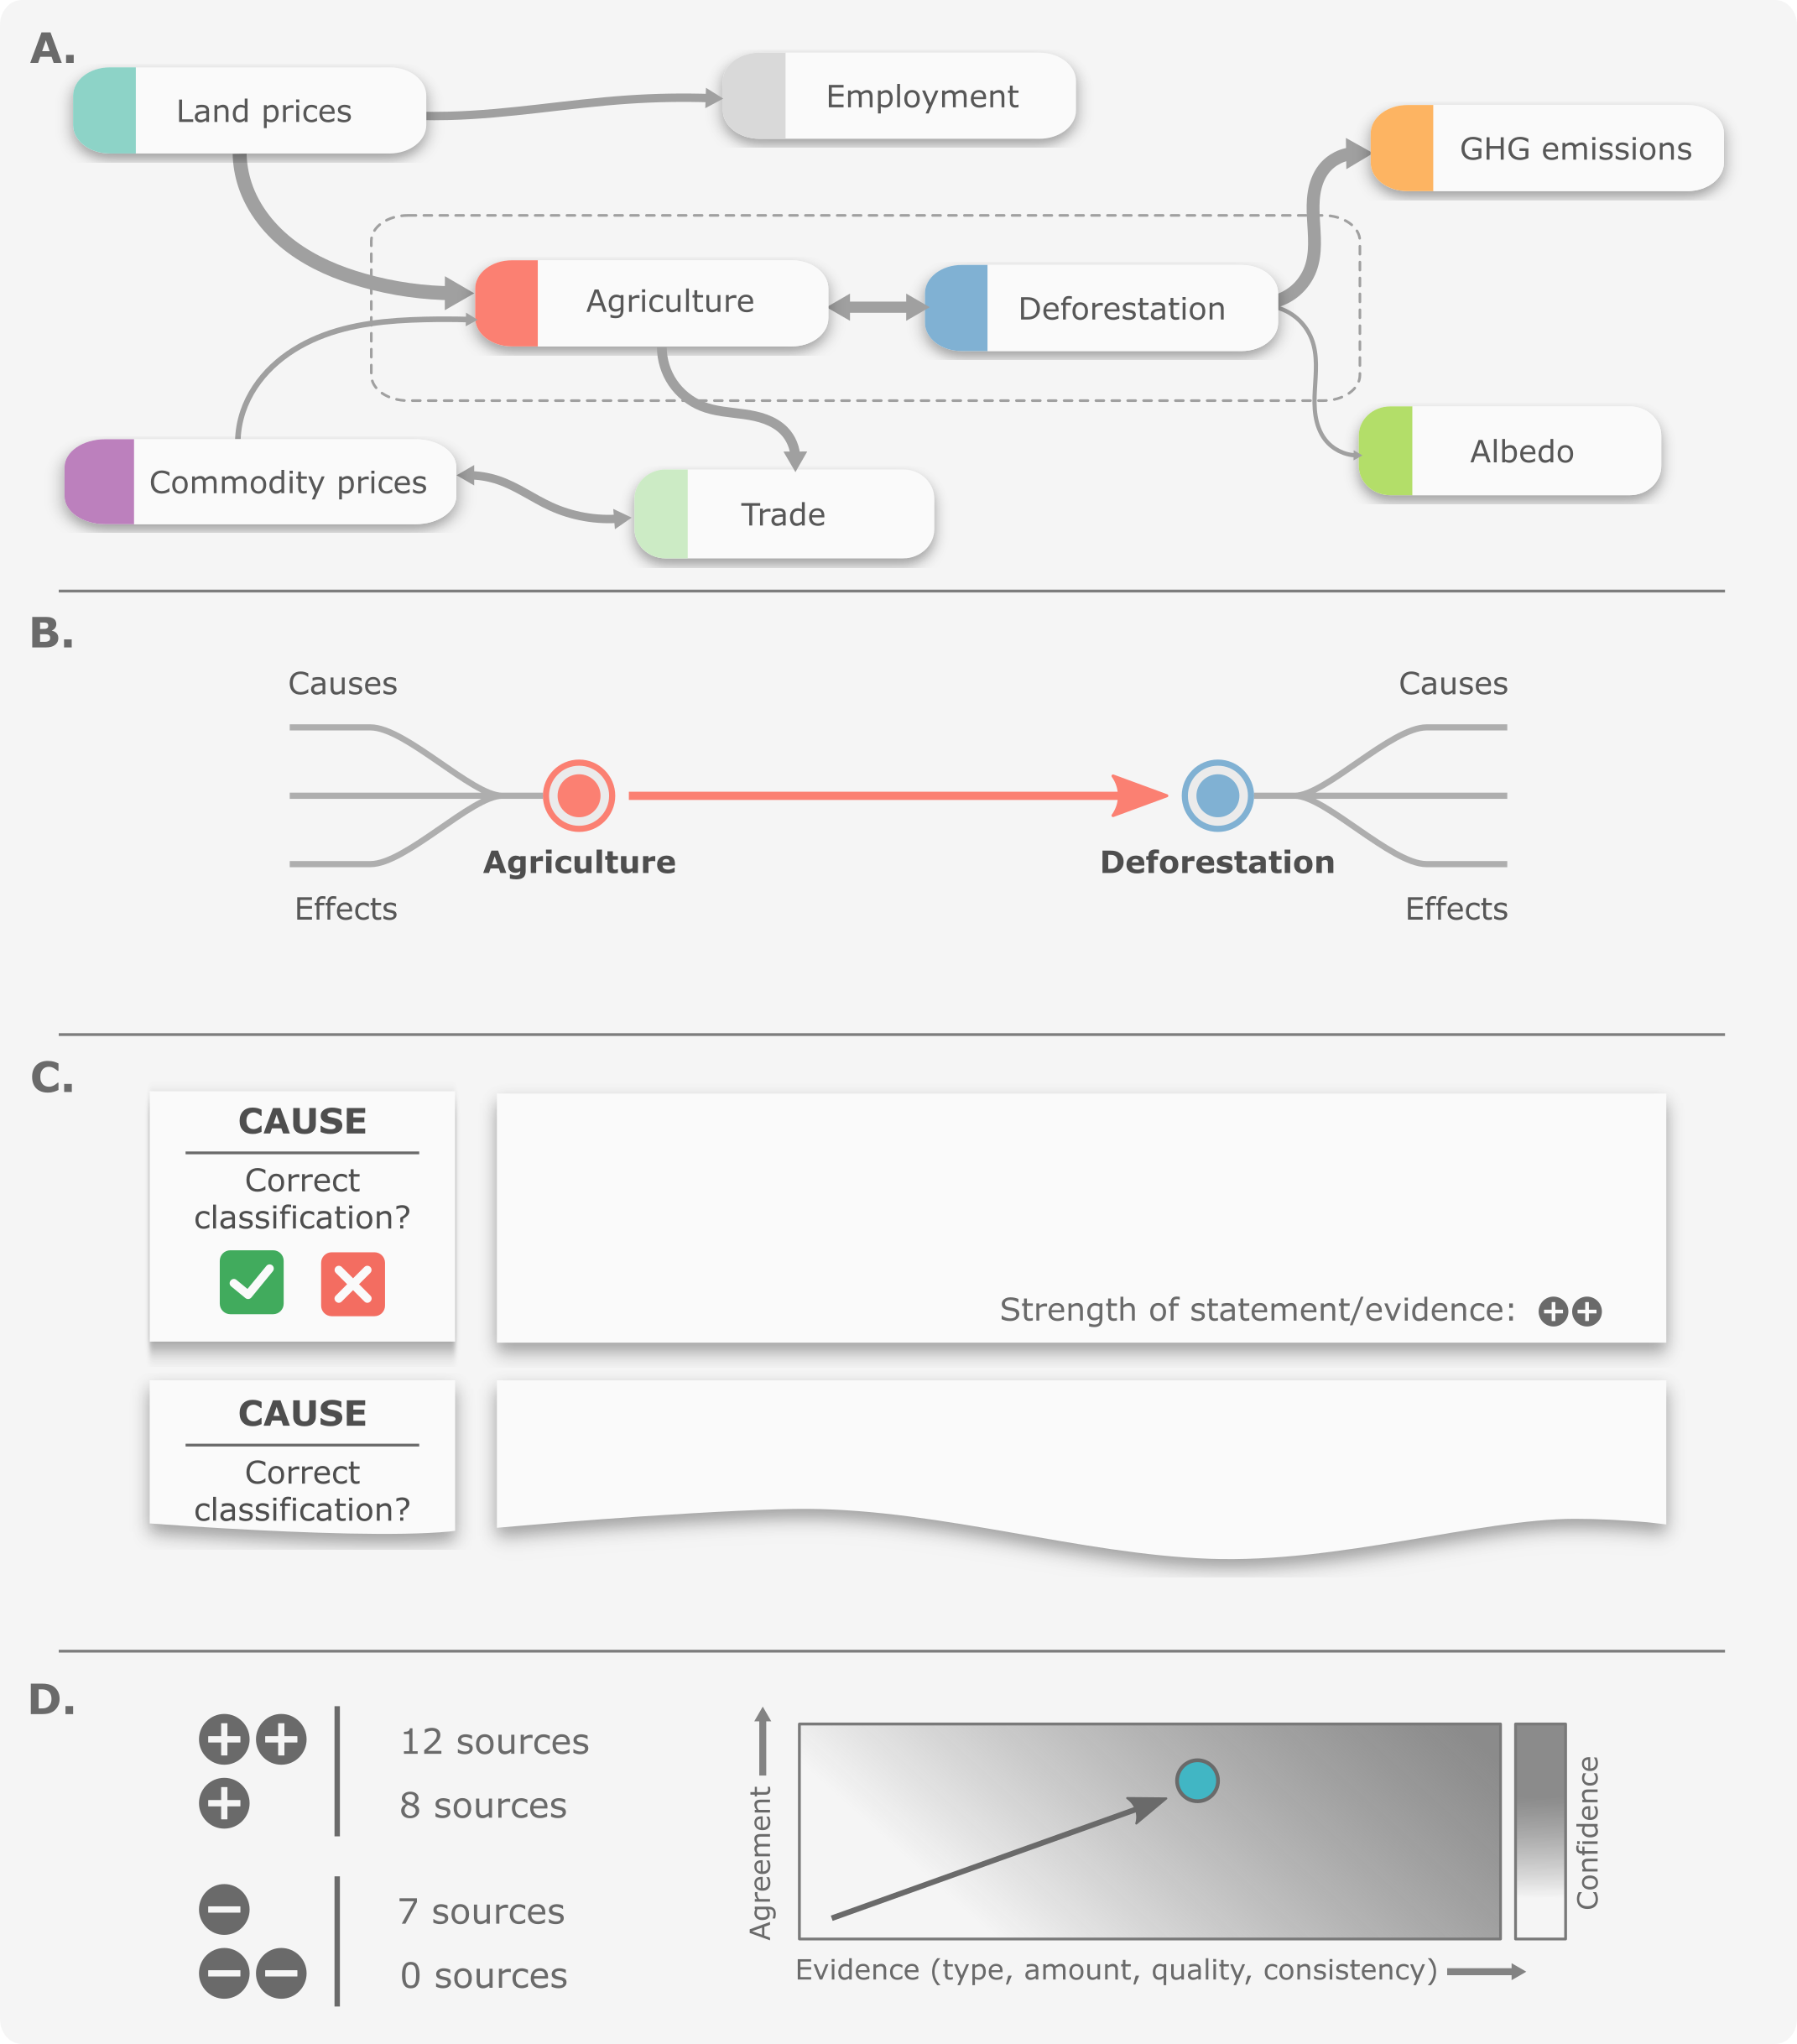 A.
Land prices
Employment
GHG emissions
Agriculture
Deforestation
Commodity prices
Trade
Albedo
B.
Causes
Causes
Agriculture
Deforestation
Effects
Effects
C.
CAUSE
Correct
classification?
Strength of statement/evidence:
CAUSE
Correct
classification?
D.
12 sources
8 sources
7 sources
0 sources
Agreement
Confidence
Evidence (type, amount, quality, consistency)